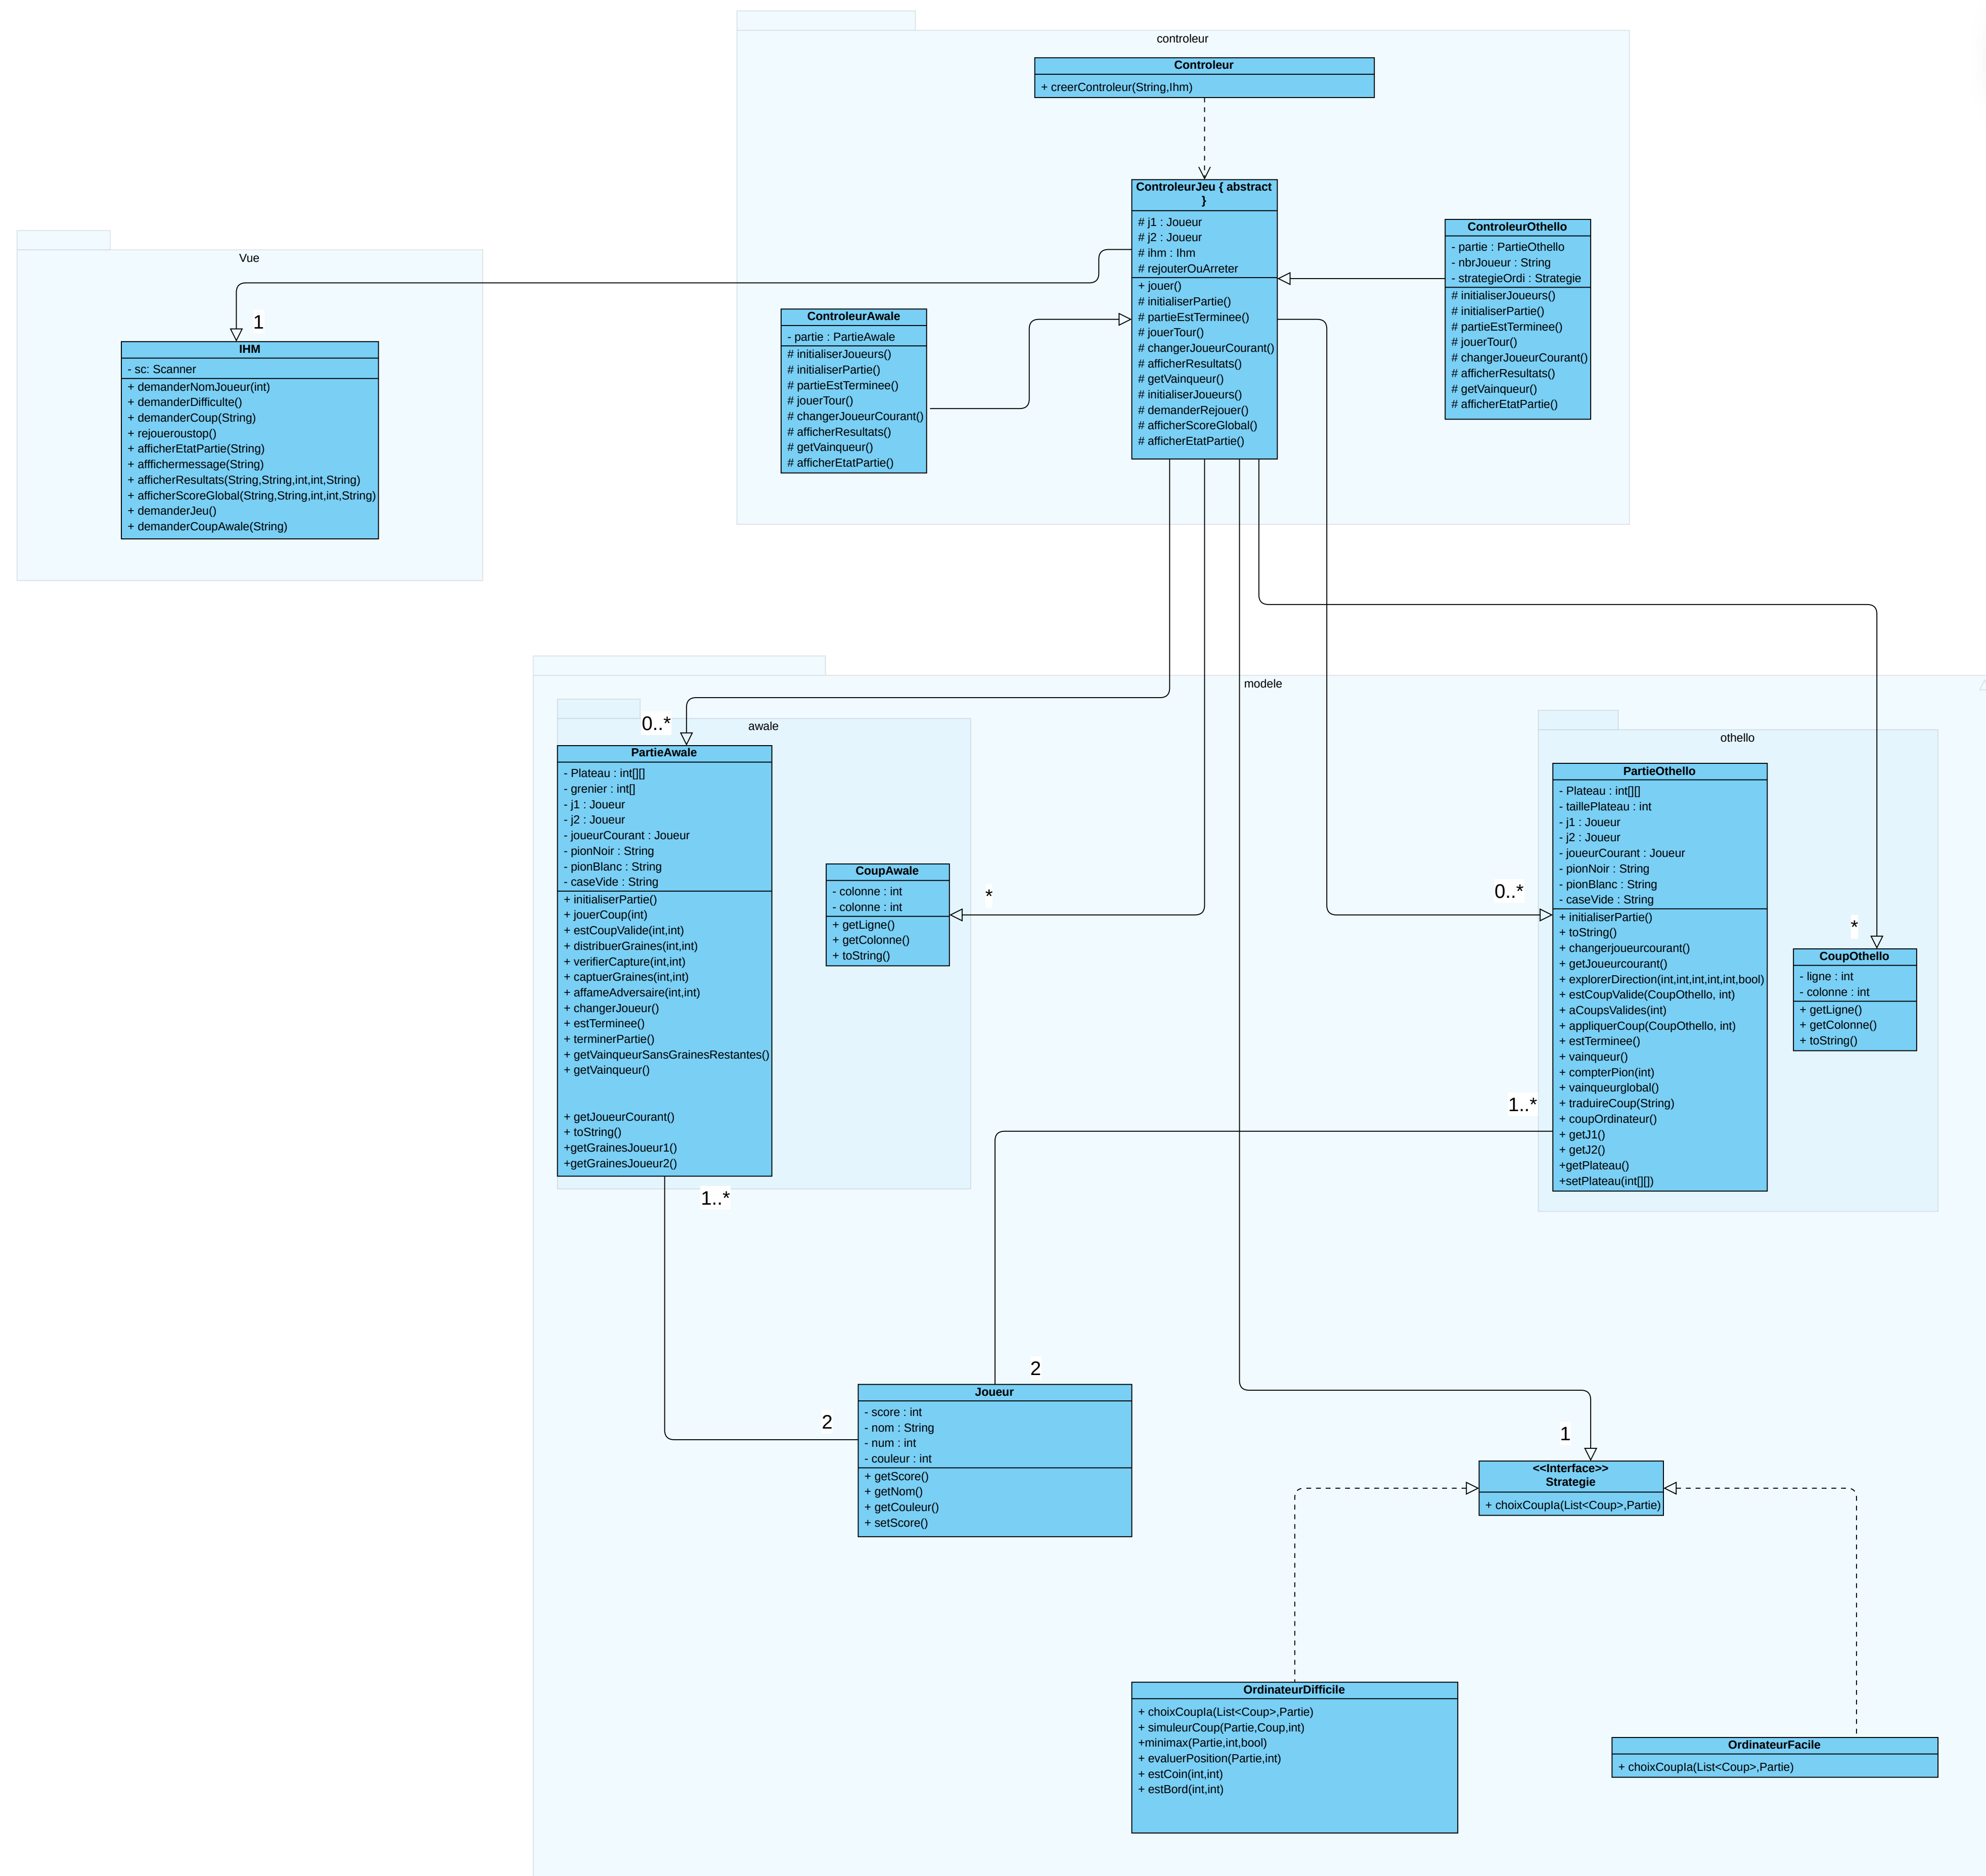 controleur
Controleur
+ creerControleur(String,Ihm)
ControleurJeu { abstract
}
# j1 : Joueur
# j2 : Joueur
# ihm : Ihm
# rejouterOuArreter
+ jouer()
# initialiserPartie()
# partieEstTerminee()
# jouerTour()
# changerJoueurCourant()
# afficherResultats()
# getVainqueur()
# initialiserJoueurs()
# demanderRejouer()
# afficherScoreGlobal()
# afficherEtatPartie()
ControleurOthello
- partie : PartieOthello
- nbrJoueur : String
- strategieOrdi : Strategie
# initialiserJoueurs()
# initialiserPartie()
# partieEstTerminee()
# jouerTour()
# changerJoueurCourant()
# afficherResultats()
# getVainqueur()
# afficherEtatPartie()
ControleurAwale
- partie : PartieAwale
# initialiserJoueurs()
# initialiserPartie()
# partieEstTerminee()
# jouerTour()
# changerJoueurCourant()
# afficherResultats()
# getVainqueur()
# afficherEtatPartie()
Vue
1
IHM
- sc: Scanner
+ demanderNomJoueur(int)
+ demanderDifficulte()
+ demanderCoup(String)
+ rejoueroustop()
+ afficherEtatPartie(String)
+ afffichermessage(String)
+ afficherResultats(String,String,int,int,String)
+ afficherScoreGlobal(String,String,int,int,String)
+ demanderJeu()
+ demanderCoupAwale(String)
modele
0..*
awale
PartieAwale
- Plateau : int[][]
- grenier : int[]
- j1 : Joueur
- j2 : Joueur
- joueurCourant : Joueur
- pionNoir : String
- pionBlanc : String
- caseVide : String
+ initialiserPartie()
+ jouerCoup(int)
+ estCoupValide(int,int)
+ distribuerGraines(int,int)
+ verifierCapture(int,int)
+ captuerGraines(int,int)
+ affameAdversaire(int,int)
+ changerJoueur()
+ estTerminee()
+ terminerPartie()
+ getVainqueurSansGrainesRestantes()
+ getVainqueur()
+ getJoueurCourant()
+ toString()
+getGrainesJoueur1()
+getGrainesJoueur2()
CoupAwale
- colonne : int
- colonne : int
+ getLigne()
+ getColonne()
+ toString()
*
othello
0..*
PartieOthello
- Plateau : int[][]
- taillePlateau : int
- j1 : Joueur
- j2 : Joueur
- joueurCourant : Joueur
- pionNoir : String
- pionBlanc : String
- caseVide : String
+ initialiserPartie()
+ toString()
+ changerjoueurcourant()
+ getJoueurcourant()
+ explorerDirection(int,int,int,int,int,bool)
+ estCoupValide(CoupOthello, int)
+ aCoupsValides(int)
+ appliquerCoup(CoupOthello, int)
+ estTerminee()
+ vainqueur()
+ compterPion(int)
+ vainqueurglobal()
+ traduireCoup(String)
+ coupOrdinateur()
+ getJ1()
+ getJ2()
+getPlateau()
+setPlateau(int[][])
*
CoupOthello
- ligne : int
- colonne : int
+ getLigne()
+ getColonne()
+ toString()
1..*
1..*
2
2
Joueur
- score : int
- nom : String
- num : int
- couleur : int
+ getScore()
+ getNom()
+ getCouleur()
+ setScore()
1
<<Interface>>
Strategie
+ choixCoupIa(List<Coup>,Partie)
OrdinateurDifficile
+ choixCoupIa(List<Coup>,Partie)
+ simuleurCoup(Partie,Coup,int)
+minimax(Partie,int,bool)
+ evaluerPosition(Partie,int)
+ estCoin(int,int)
+ estBord(int,int)
OrdinateurFacile
+ choixCoupIa(List<Coup>,Partie)